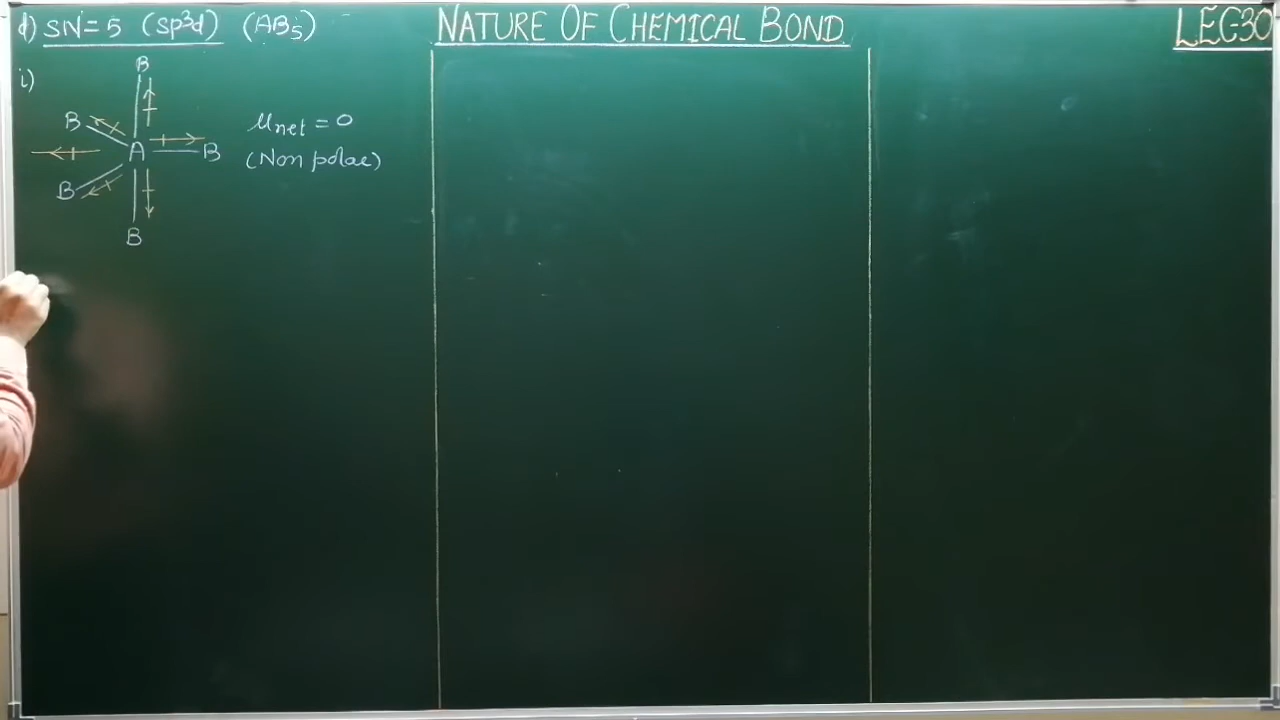 NATURE OF CHEMICAL BOND
LEC30
d) SN=5 (sp³d) (AB₅)
i)
B
B
A
B
B
B
μnet = 0
(Non polar)